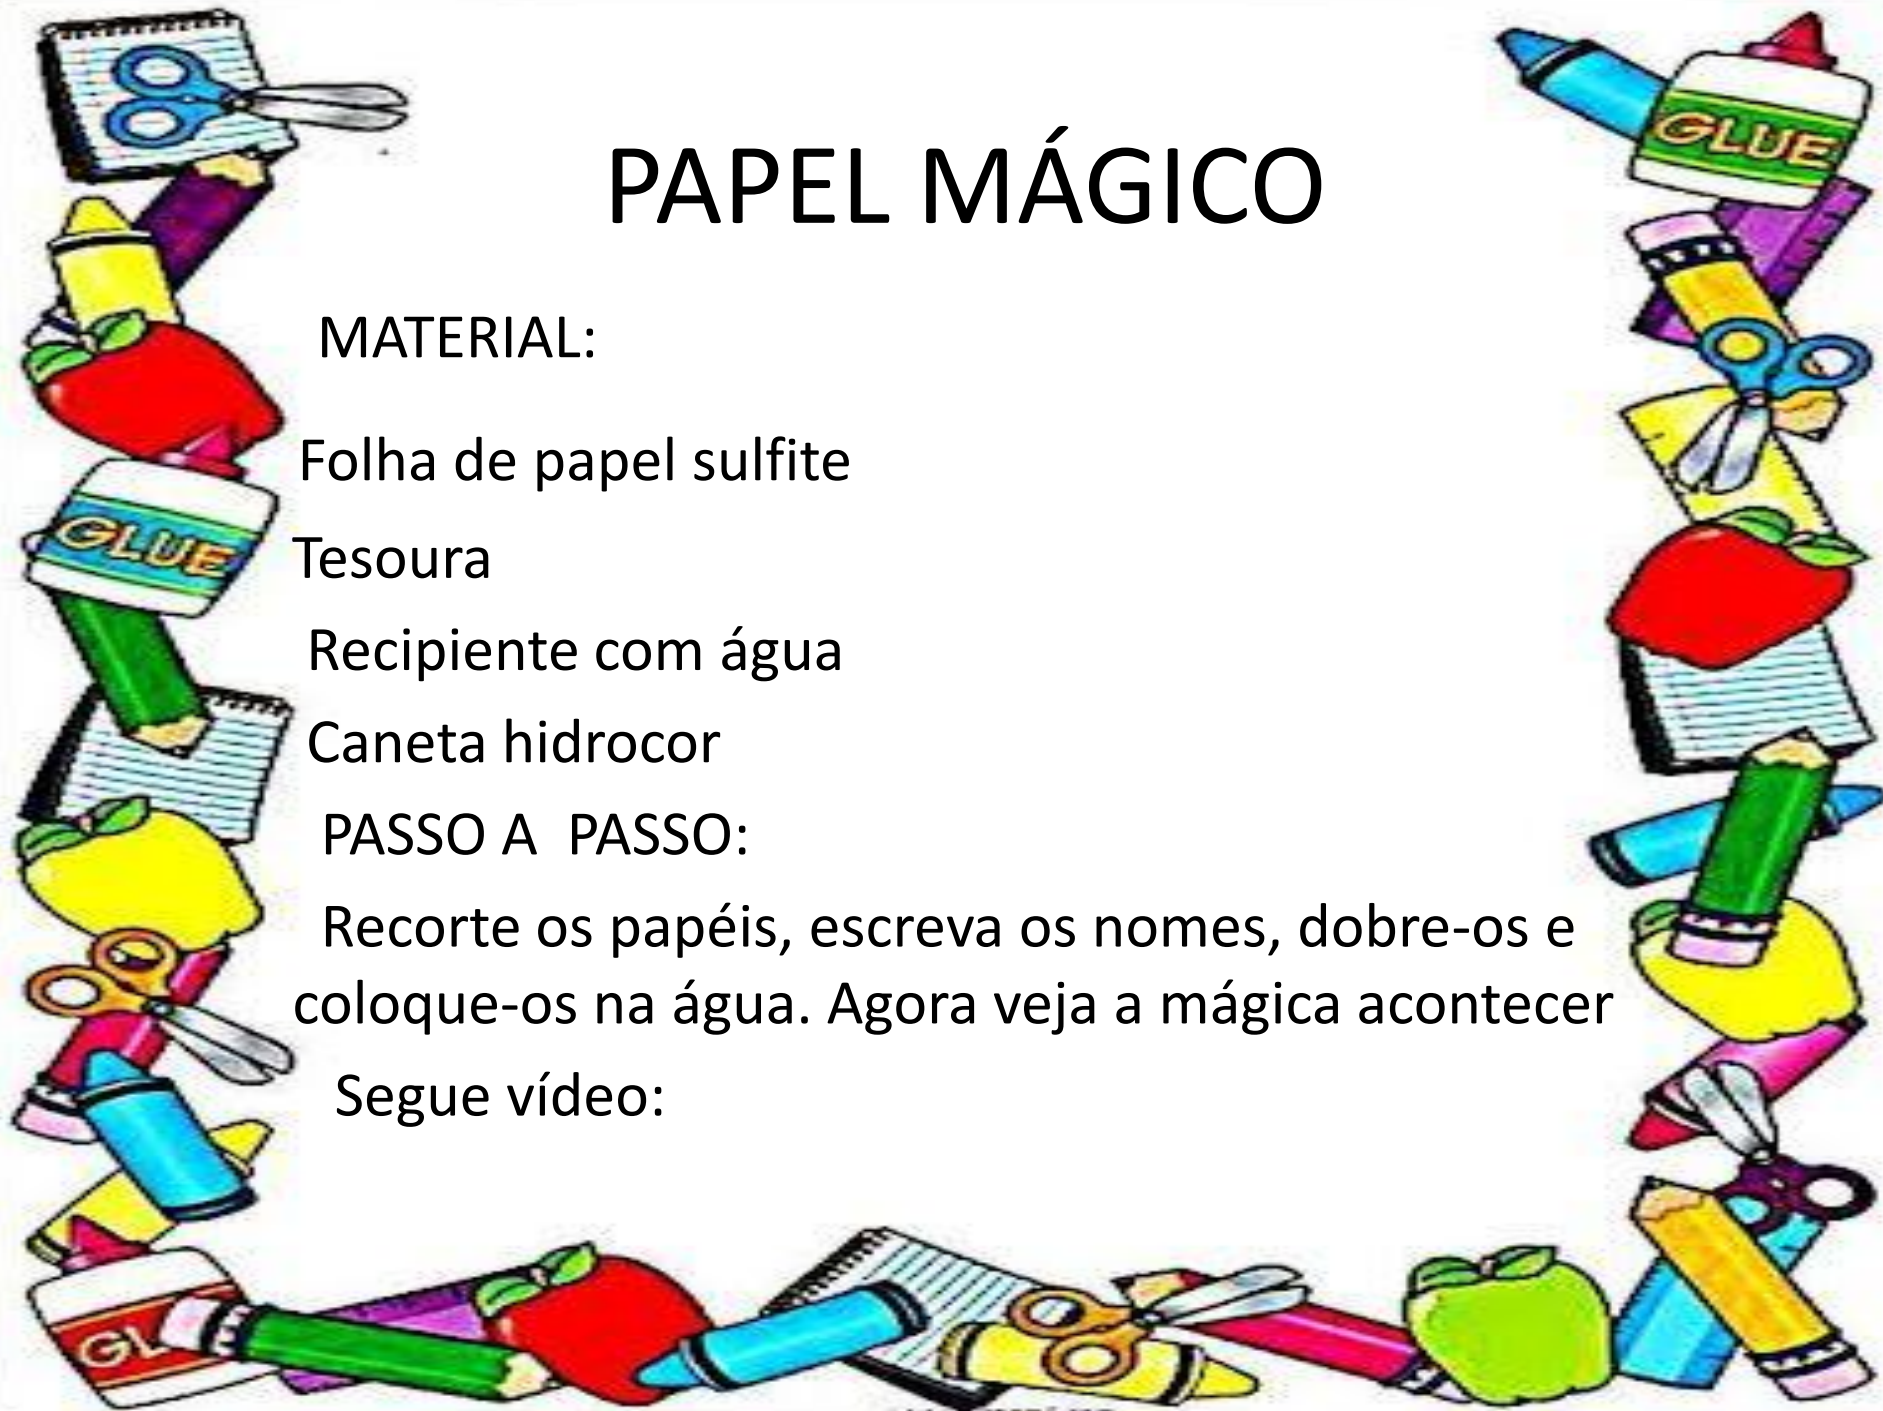 PAPEL MÁGICO
MATERIAL:
Folha de papel sulfite
Tesoura
Recipiente com água
Caneta hidrocor
PASSO A  PASSO:
Recorte os papéis, escreva os nomes, dobre-os e
coloque-os na água. Agora veja a mágica acontecer
Segue vídeo:
GLUE
GLUE
GL